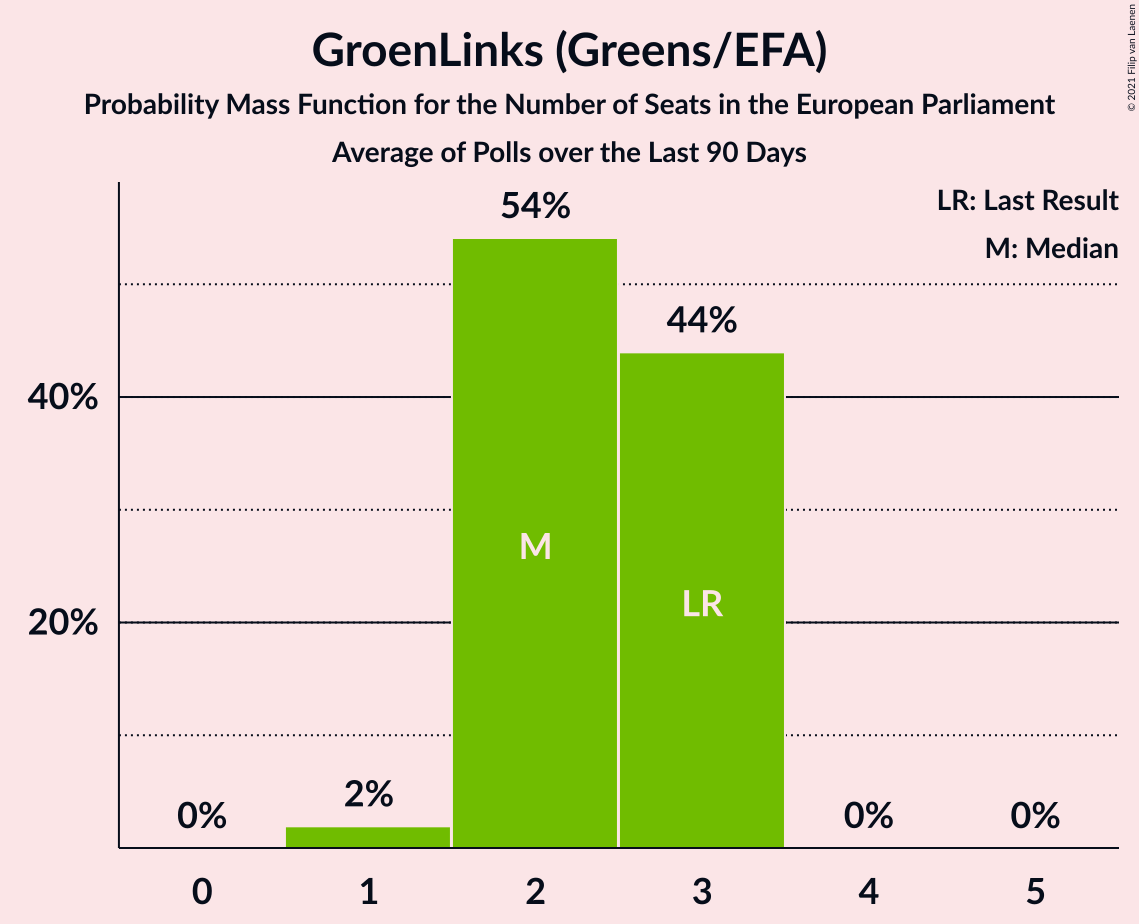 GroenLinks (Greens/EFA)
Probability Mass Function for the Number of Seats in the European Parliament
Average of Polls over the Last 90 Days
© 2021 Filip van Laenen
LR: Last Result
M: Median
54%
44%
40%
M
LR
20%
2%
0%
0%
0%
0
1
2
3
4
5